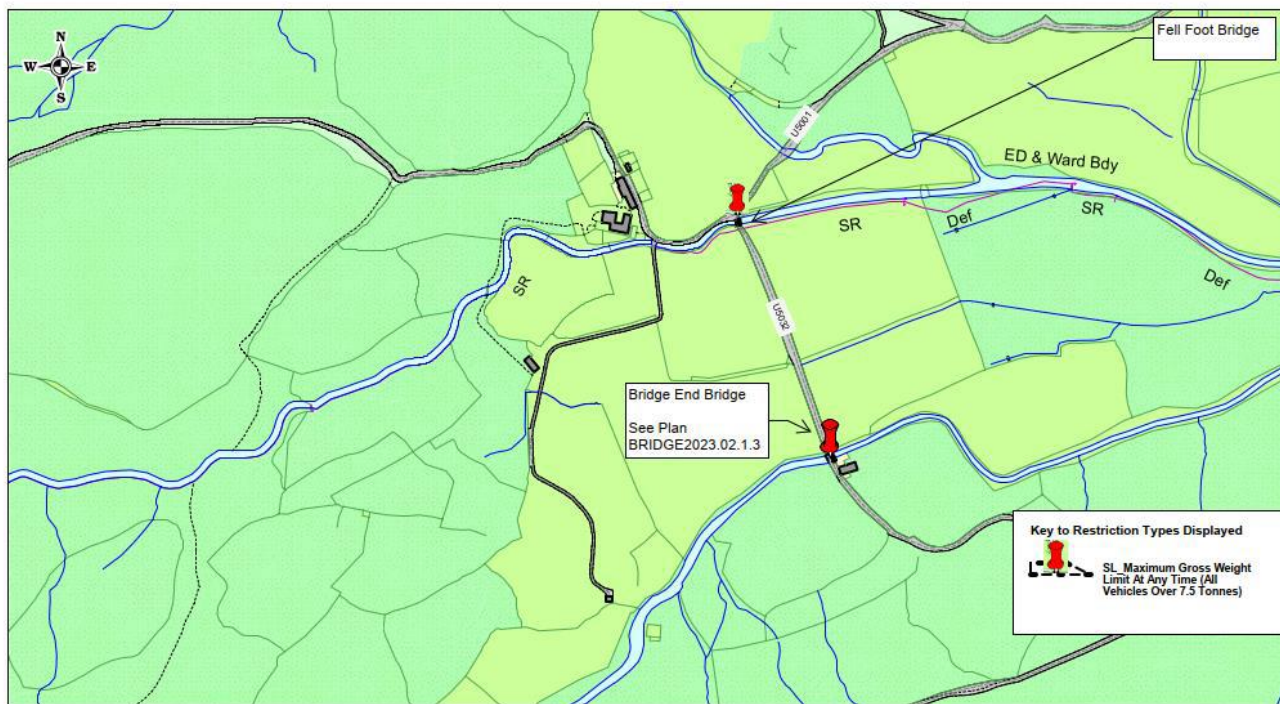 Fell Foot Bridge
N
W E
S
U5001
ED & Ward Bdy
SR
Def
SR
SR
Def
U5032
Bridge End Bridge
See Plan
BRIDGE2023.02.1.3
Key to Restriction Types Displayed
SL_Maximum Gross Weight
Limit At Any Time (All
Vehicles Over 7.5 Tonnes)